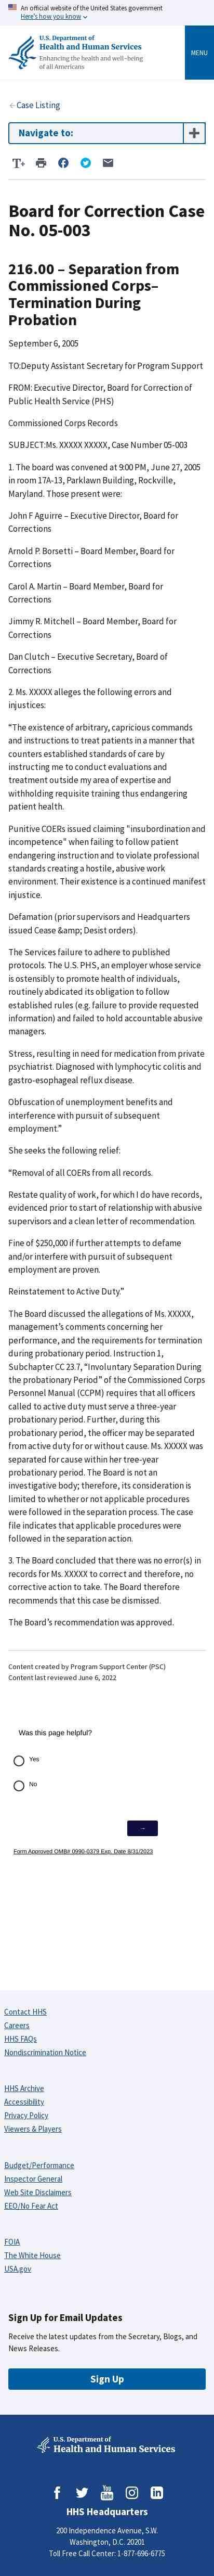 An official website of the United States government
Here's how you know
U.S. Department of
Health and Human Services
Enhancing the health and well-being
of all Americans
MENU
Case Listing
Navigate to:
T+
Board for Correction Case
No. 05-003
216.00 – Separation from
Commissioned Corps–
Termination During
Probation
September 6, 2005
TO:Deputy Assistant Secretary for Program Support
FROM: Executive Director, Board for Correction of
Public Health Service (PHS)
Commissioned Corps Records
SUBJECT:Ms. XXXXX XXXXX, Case Number 05-003
1. The board was convened at 9:00 PM, June 27, 2005
in room 17A-13, Parklawn Building, Rockville,
Maryland. Those present were:
John F Aguirre – Executive Director, Board for
Corrections
Arnold P. Borsetti – Board Member, Board for
Corrections
Carol A. Martin – Board Member, Board for
Corrections
Jimmy R. Mitchell – Board Member, Board for
Corrections
Dan Clutch – Executive Secretary, Board of
Corrections
2. Ms. XXXXX alleges the following errors and
injustices:
“The existence of arbitrary, capricious commands
and instructions to treat patients in a manner that
went outside established standards of care by
instructing me to conduct evaluations and
treatment outside my area of expertise and
withholding requisite training thus endangering
patient health.
Punitive COERs issued claiming "insubordination and
incompetence" when failing to follow patient
endangering instruction and to violate professional
standards creating a hostile, abusive work
environment. Their existence is a continued manifest
injustice.
Defamation (prior supervisors and Headquarters
issued Cease &amp; Desist orders).
The Services failure to adhere to published
protocols. The U.S. PHS, an employer whose service
is ostensibly to promote health of individuals,
routinely abdicated its obligation to follow
established rules (e.g. failure to provide requested
information) and failed to hold accountable abusive
managers.
Stress, resulting in need for medication from private
psychiatrist. Diagnosed with lymphocytic colitis and
gastro-esophageal reflux disease.
Obfuscation of unemployment benefits and
interference with pursuit of subsequent
employment.”
She seeks the following relief:
“Removal of all COERs from all records.
Restate quality of work, for which I do have records,
evidenced prior to start of relationship with abusive
supervisors and a clean letter of recommendation.
Fine of $250,000 if further attempts to defame
and/or interfere with pursuit of subsequent
employment are proven.
Reinstatement to Active Duty.”
The Board discussed the allegations of Ms. XXXXX,
management’s comments concerning her
performance, and the requirements for termination
during probationary period. Instruction 1,
Subchapter CC 23.7, “Involuntary Separation During
the probationary Period” of the Commissioned Corps
Personnel Manual (CCPM) requires that all officers
called to active duty must serve a three-year
probationary period. Further, during this
probationary period, the officer may be separated
from active duty for or without cause. Ms. XXXXX was
separated for cause within her three-year
probationary period. The Board is not an
investigative body; therefore, its consideration is
limited to whether or not applicable procedures
were followed in the separation process. The case
file indicates that applicable procedures were
followed in the separation action.
3. The Board concluded that there was no error(s) in
records for Ms. XXXXX to correct and therefore, no
corrective action to take. The Board therefore
recommends that this case be dismissed.
The Board’s recommendation was approved.
Content created by Program Support Center (PSC)
Content last reviewed June 6, 2022
Was this page helpful?
Yes
No
→
Form Approved OMB# 0990-0379 Exp. Date 8/31/2023
Contact HHS
Careers
HHS FAQs
Nondiscrimination Notice
HHS Archive
Accessibility
Privacy Policy
Viewers & Players
Budget/Performance
Inspector General
Web Site Disclaimers
EEO/No Fear Act
FOIA
The White House
USA.gov
Sign Up for Email Updates
Receive the latest updates from the Secretary, Blogs, and
News Releases.
Sign Up
U.S. Department of
Health and Human Services
HHS Headquarters
200 Independence Avenue, S.W.
Washington, D.C. 20201
Toll Free Call Center: 1-877-696-6775